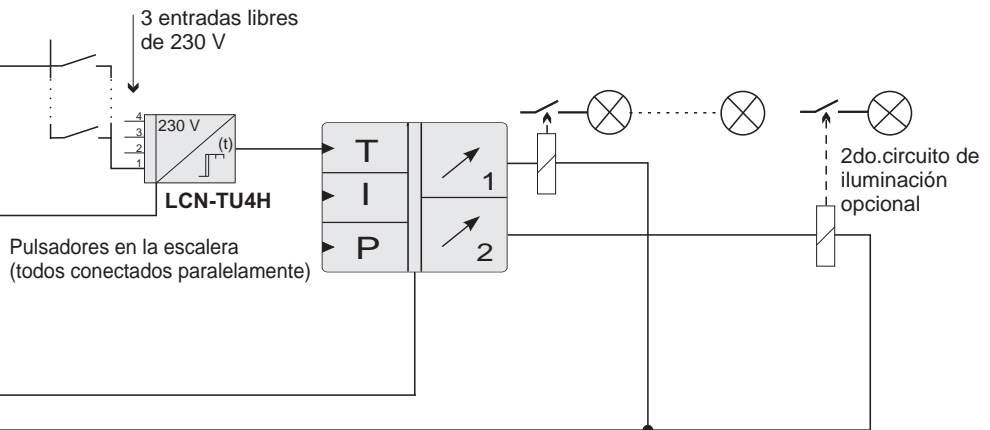 3 entradas libres
de 230 V
4
3
2
1
230 V
(t)
LCN-TU4H
T
I
P
1
2
2do.circuito de
iluminación
opcional
Pulsadores en la escalera
(todos conectados paralelamente)